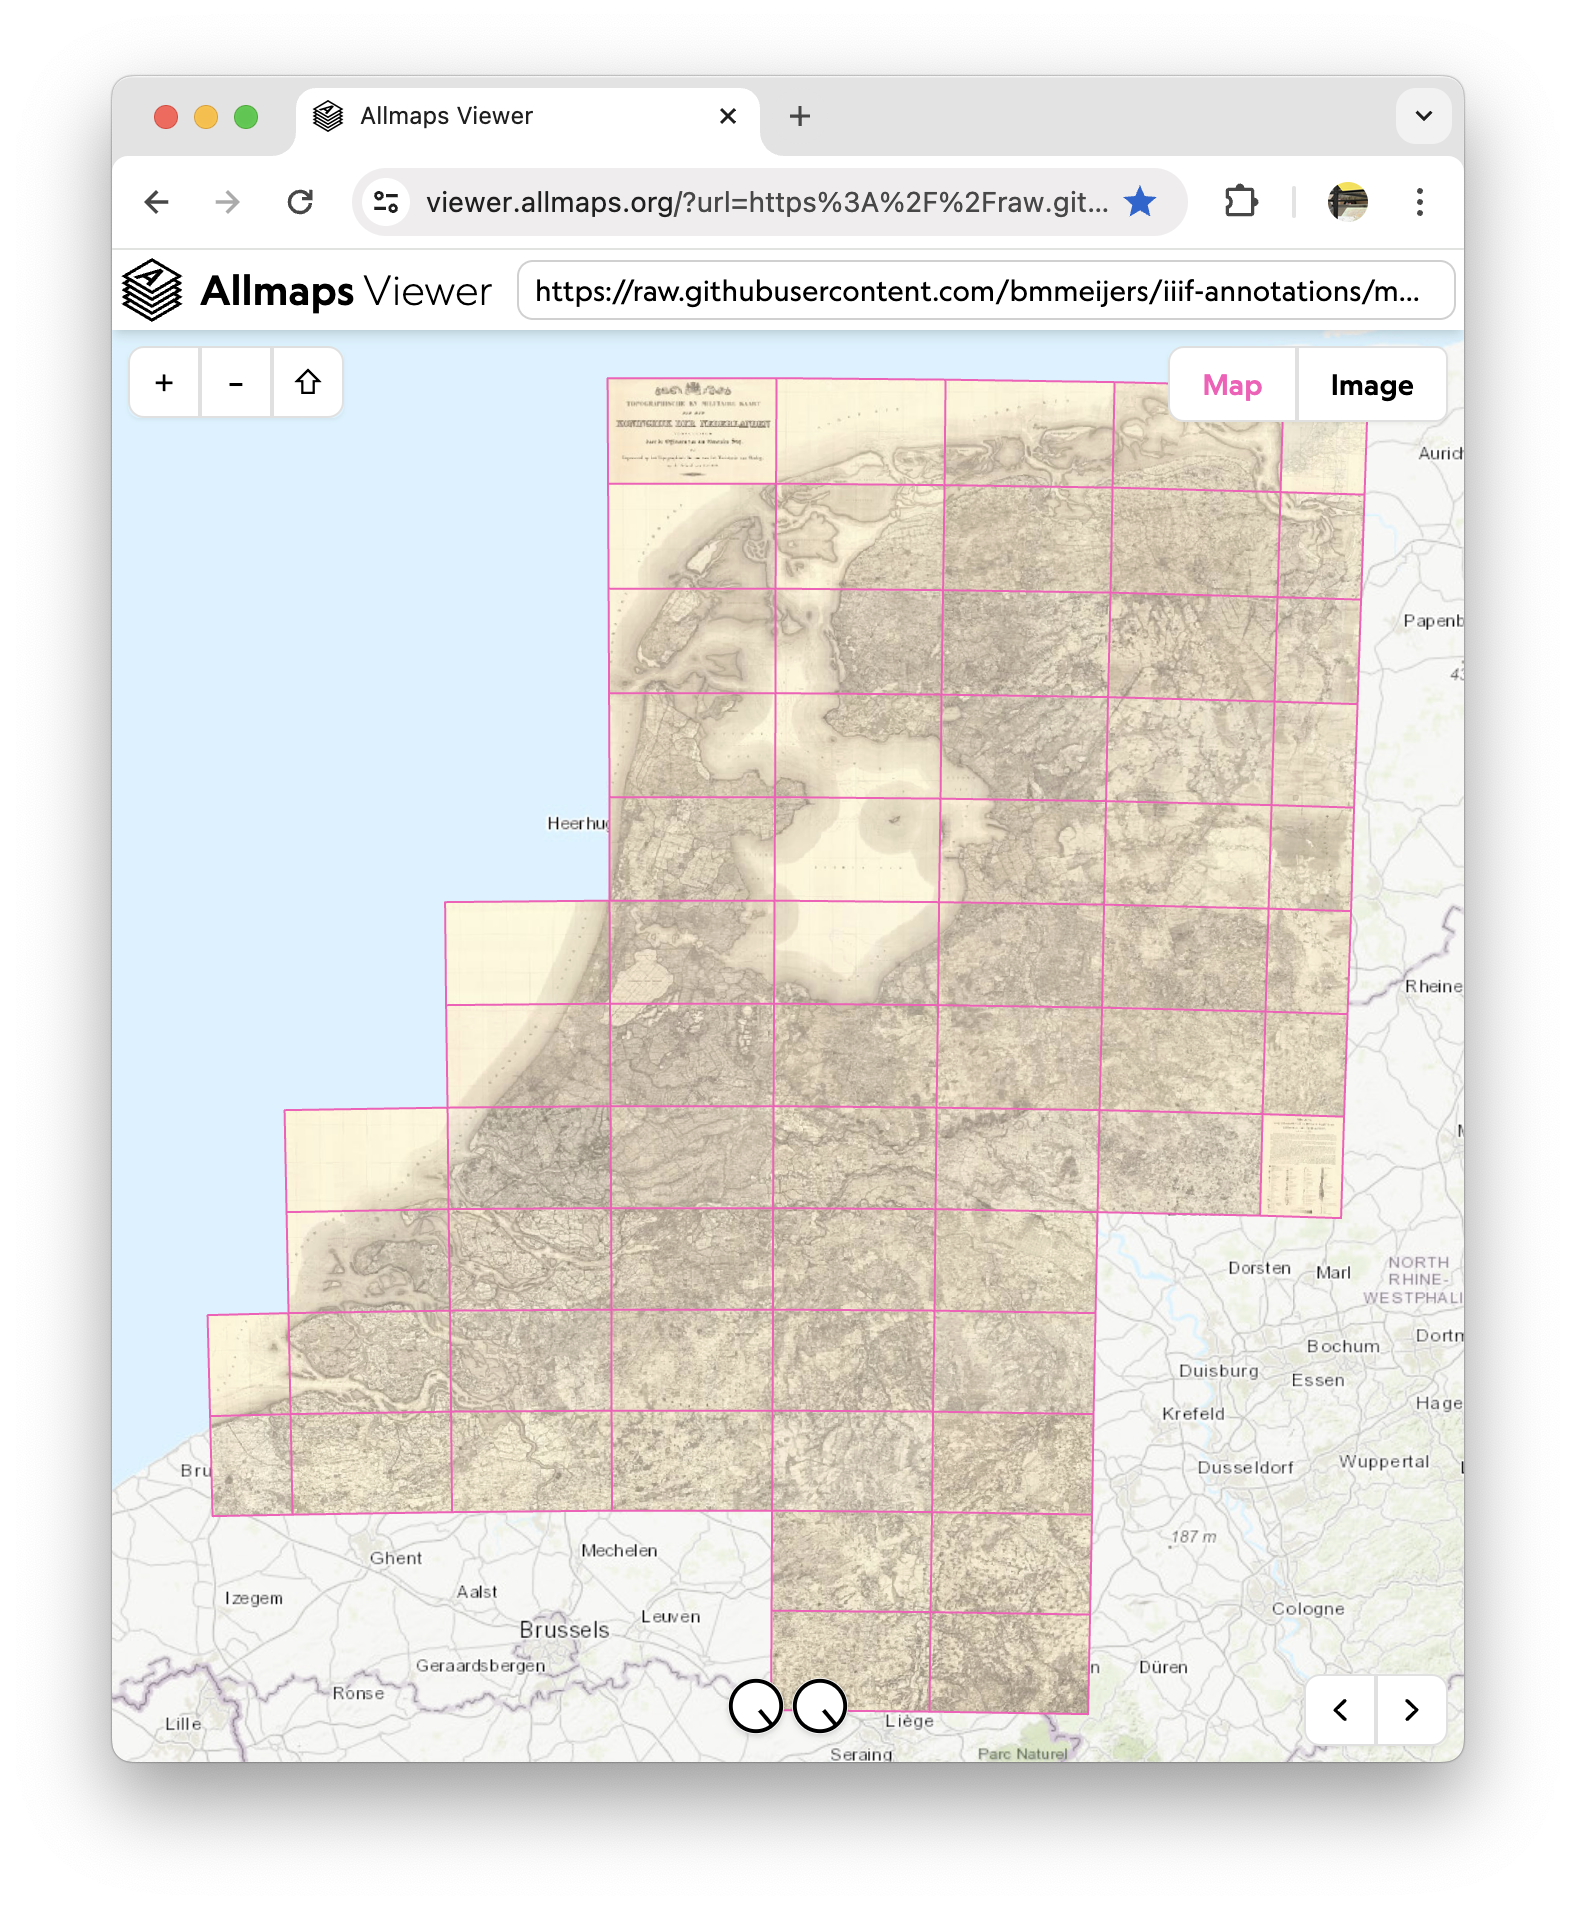 Allmaps Viewer
viewer.allmaps.org/?url=https%3A%2F%2Fraw.git...
Allmaps Viewer
https://raw.githubusercontent.com/bmmeijers/iiif-annotations/m...
+
-
Map
Image
TOPOGRAPHISCHE EN MILITAIRE KAART
KONINGRIJK DER NEDERLANDEN
Aurich
Papenb
43
Heerhug
Rheine
Dorsten
Marl
NORTH
RHINE-
WESTPHALI
Bochum
Dortm
Duisburg
Essen
Hage
Krefeld
Bru
Dusseldorf
Wuppertal
187 m
Ghent
Mechelen
Izegem
Aalst
Leuven
Cologne
Brussels
Geraardsbergen
n
Düren
Ronse
Lille
Liège
Seraing
Parc Naturel